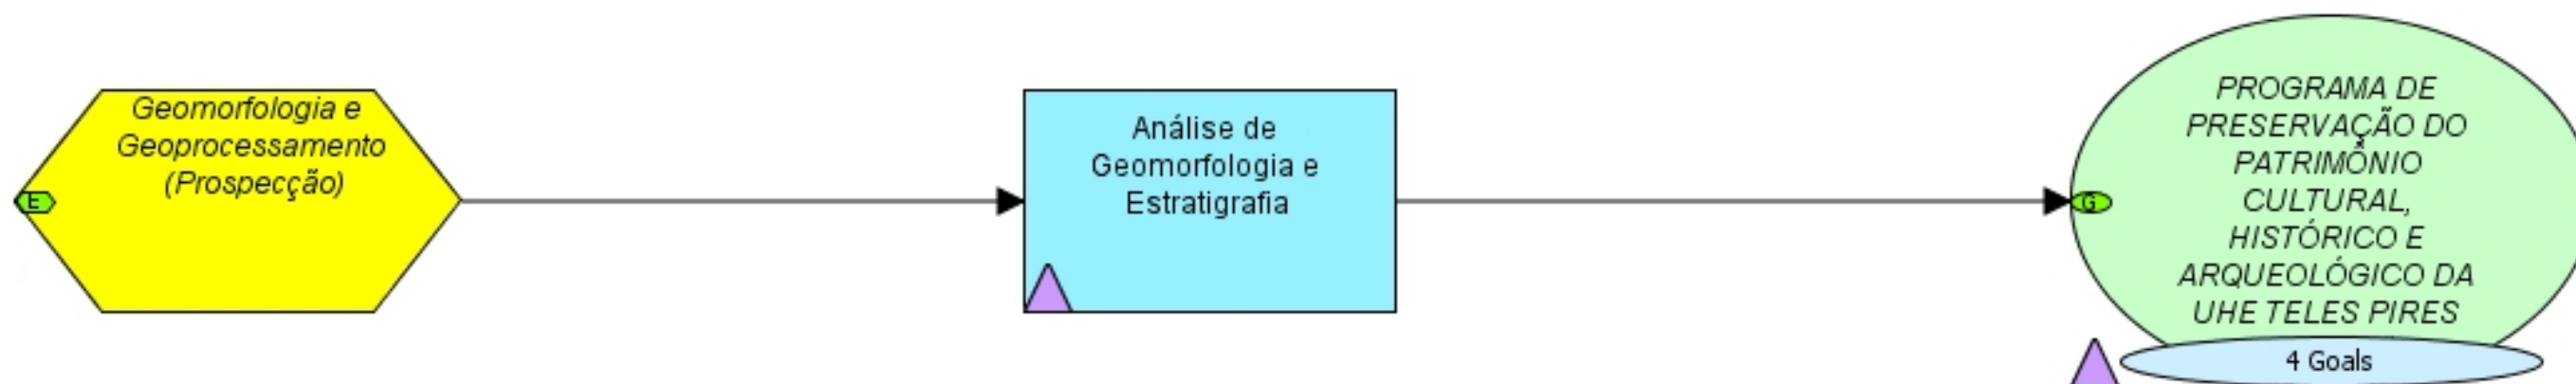 Geomorfologia e
Geoprocessamento
(Prospecção)
E
Análise de
Geomorfologia e
Estratigrafia
G
PROGRAMA DE
PRESERVAÇÃO DO
PATRIMÔNIO
CULTURAL,
HISTÓRICO E
ARQUEOLÓGICO DA
UHE TELES PIRES
4 Goals